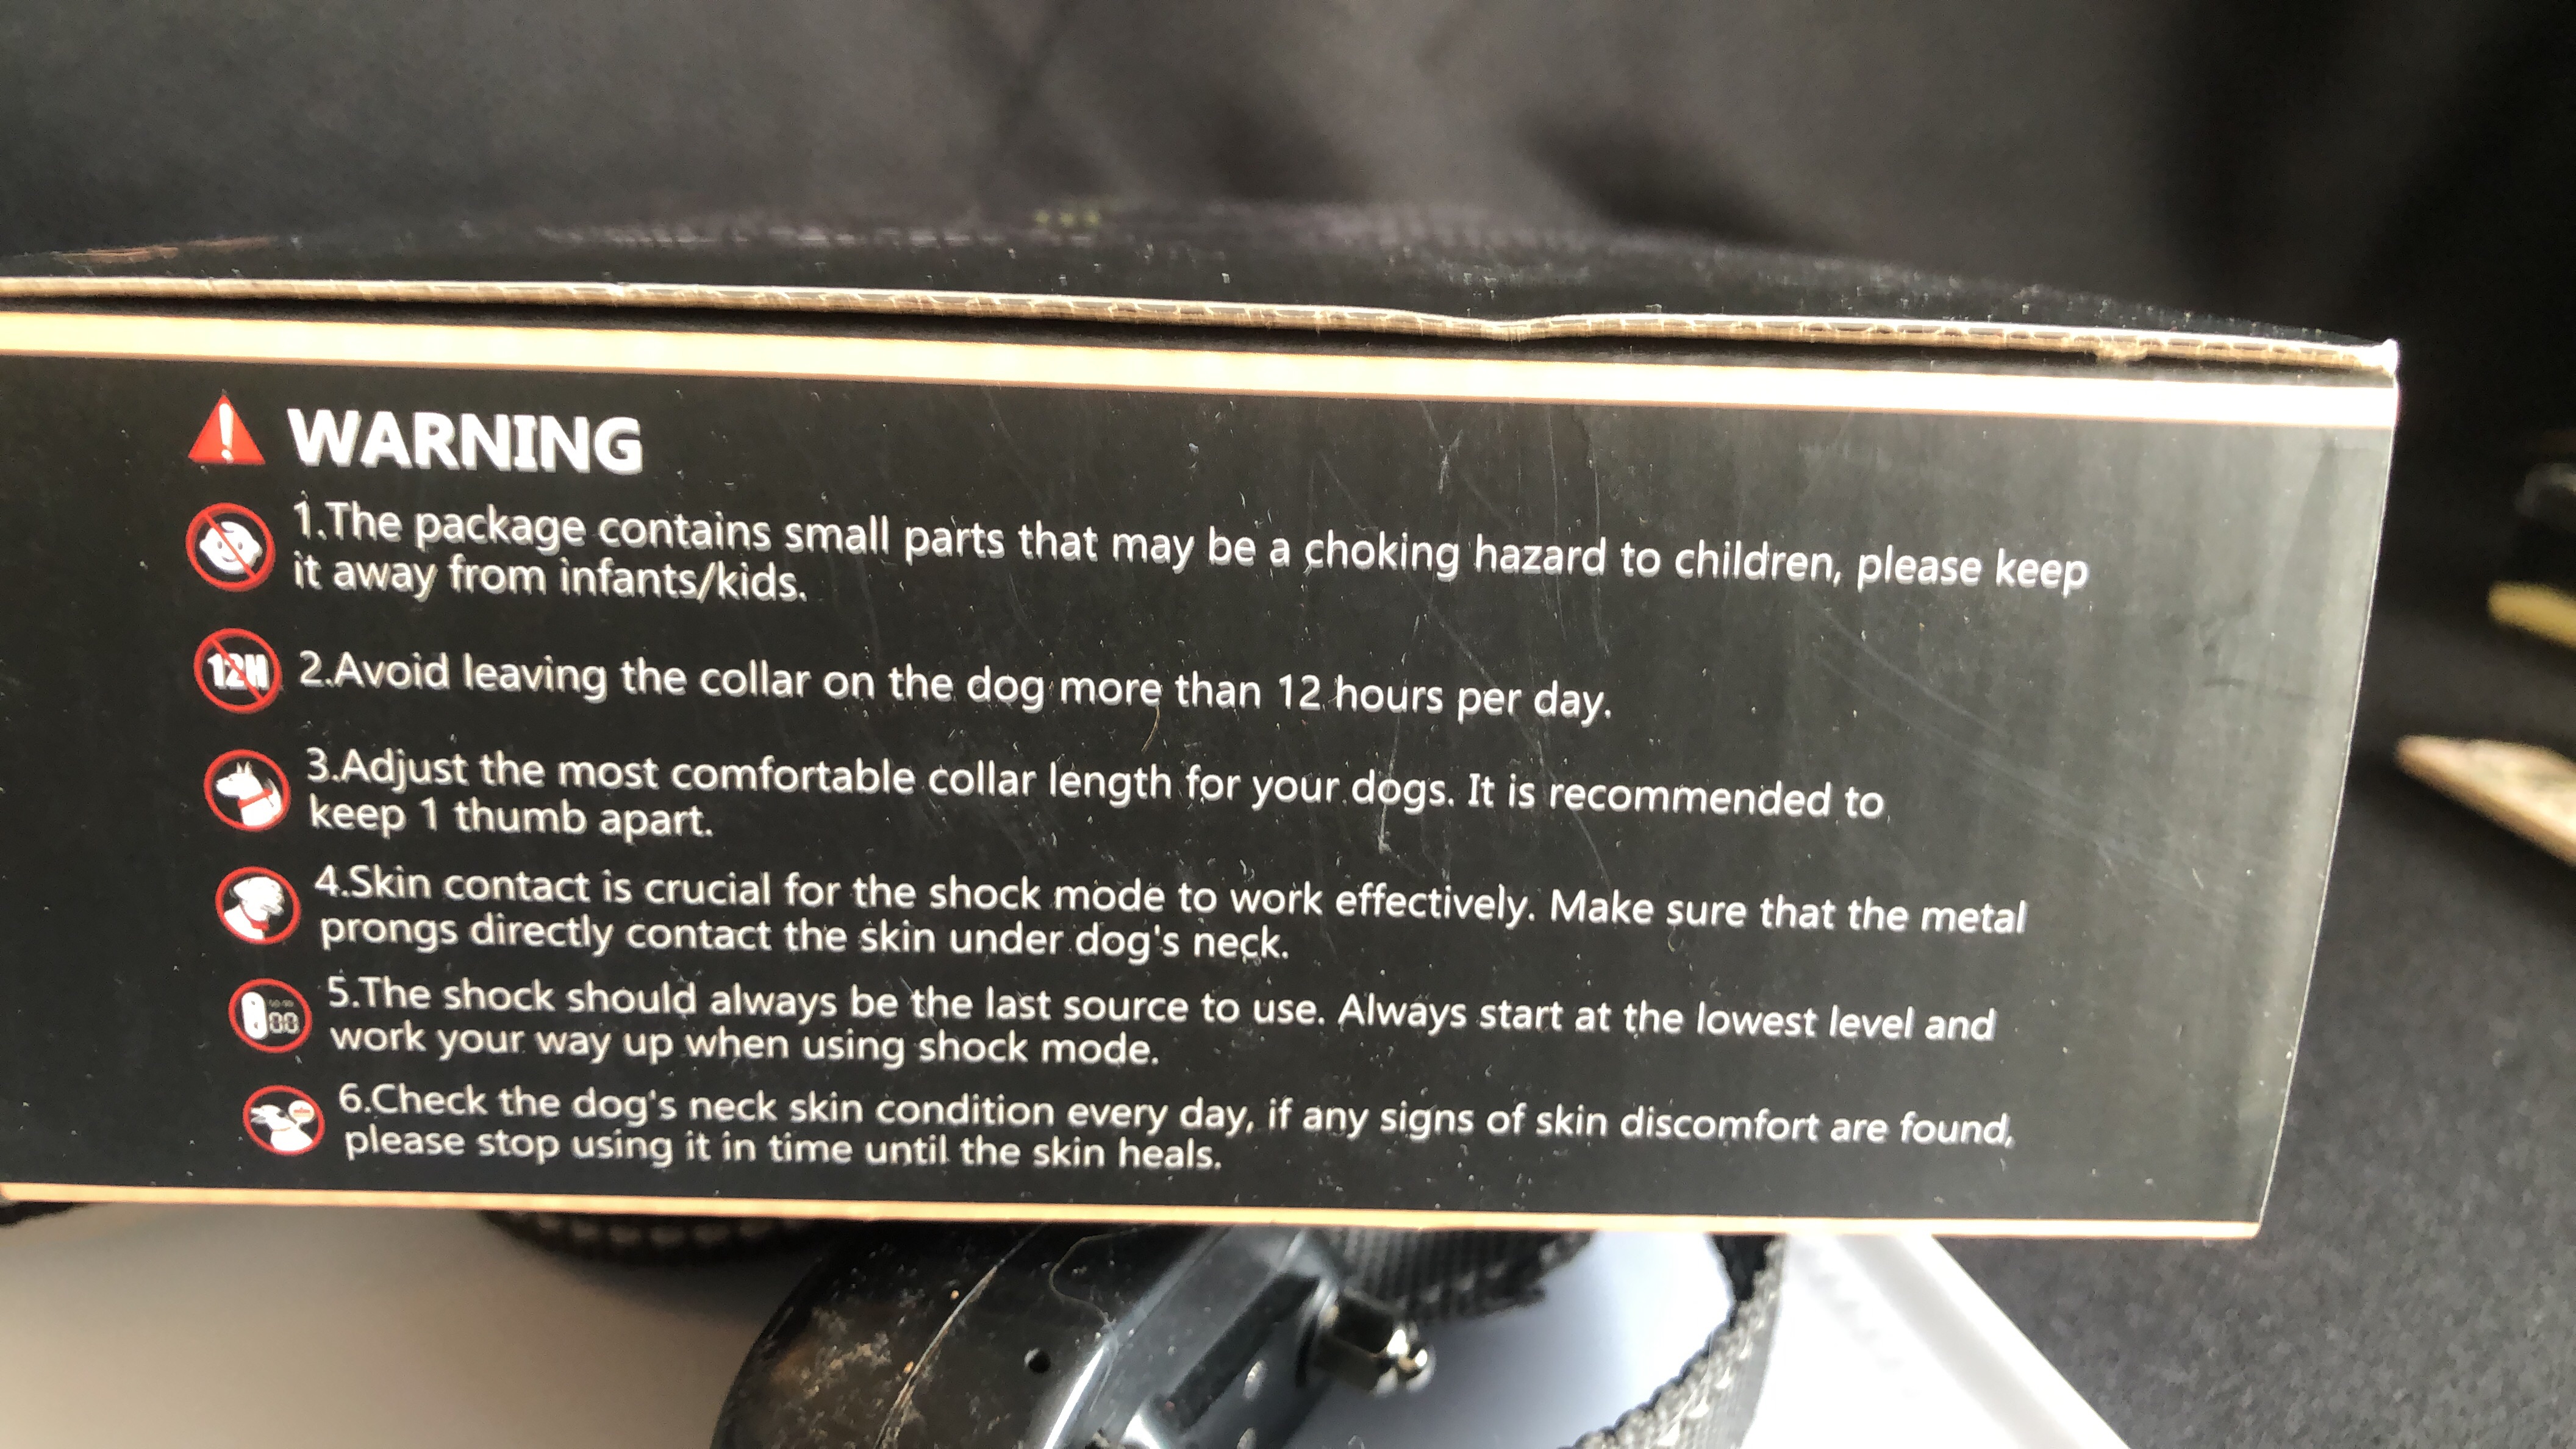 WARNING
1.The package contains small parts that may be a choking hazard to children, please keep
it away from infants/kids.
12H
2.Avoid leaving the collar on the dog more than 12 hours per day.
3.Adjust the most comfortable collar length for your dogs. It is recommended to
keep 1 thumb apart.
4.Skin contact is crucial for the shock mode to work effectively. Make sure that the metal
prongs directly contact the skin under dog's neck.
5.The shock should always be the last source to use. Always start at the lowest level and
work your way up when using shock mode.
6.Check the dog's neck skin condition every day, if any signs of skin discomfort are found,
please stop using it in time until the skin heals.